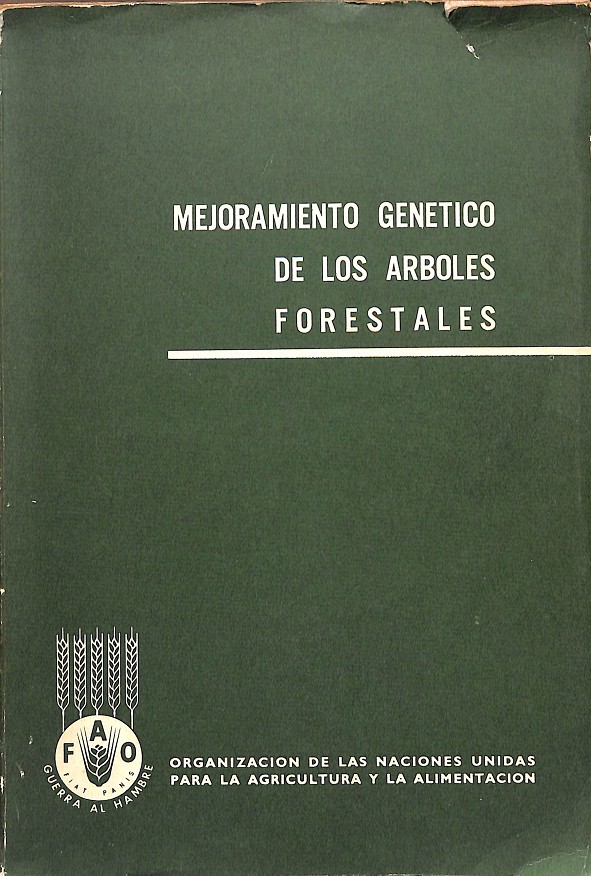 MEJORAMIENTO GENETICO
DE LOS ARBOLES
FORESTALES
FAO
FIAT PANIS
GUERRA AL HAMBRE
ORGANIZACION DE LAS NACIONES UNIDAS
PARA LA AGRICULTURA Y LA ALIMENTACION